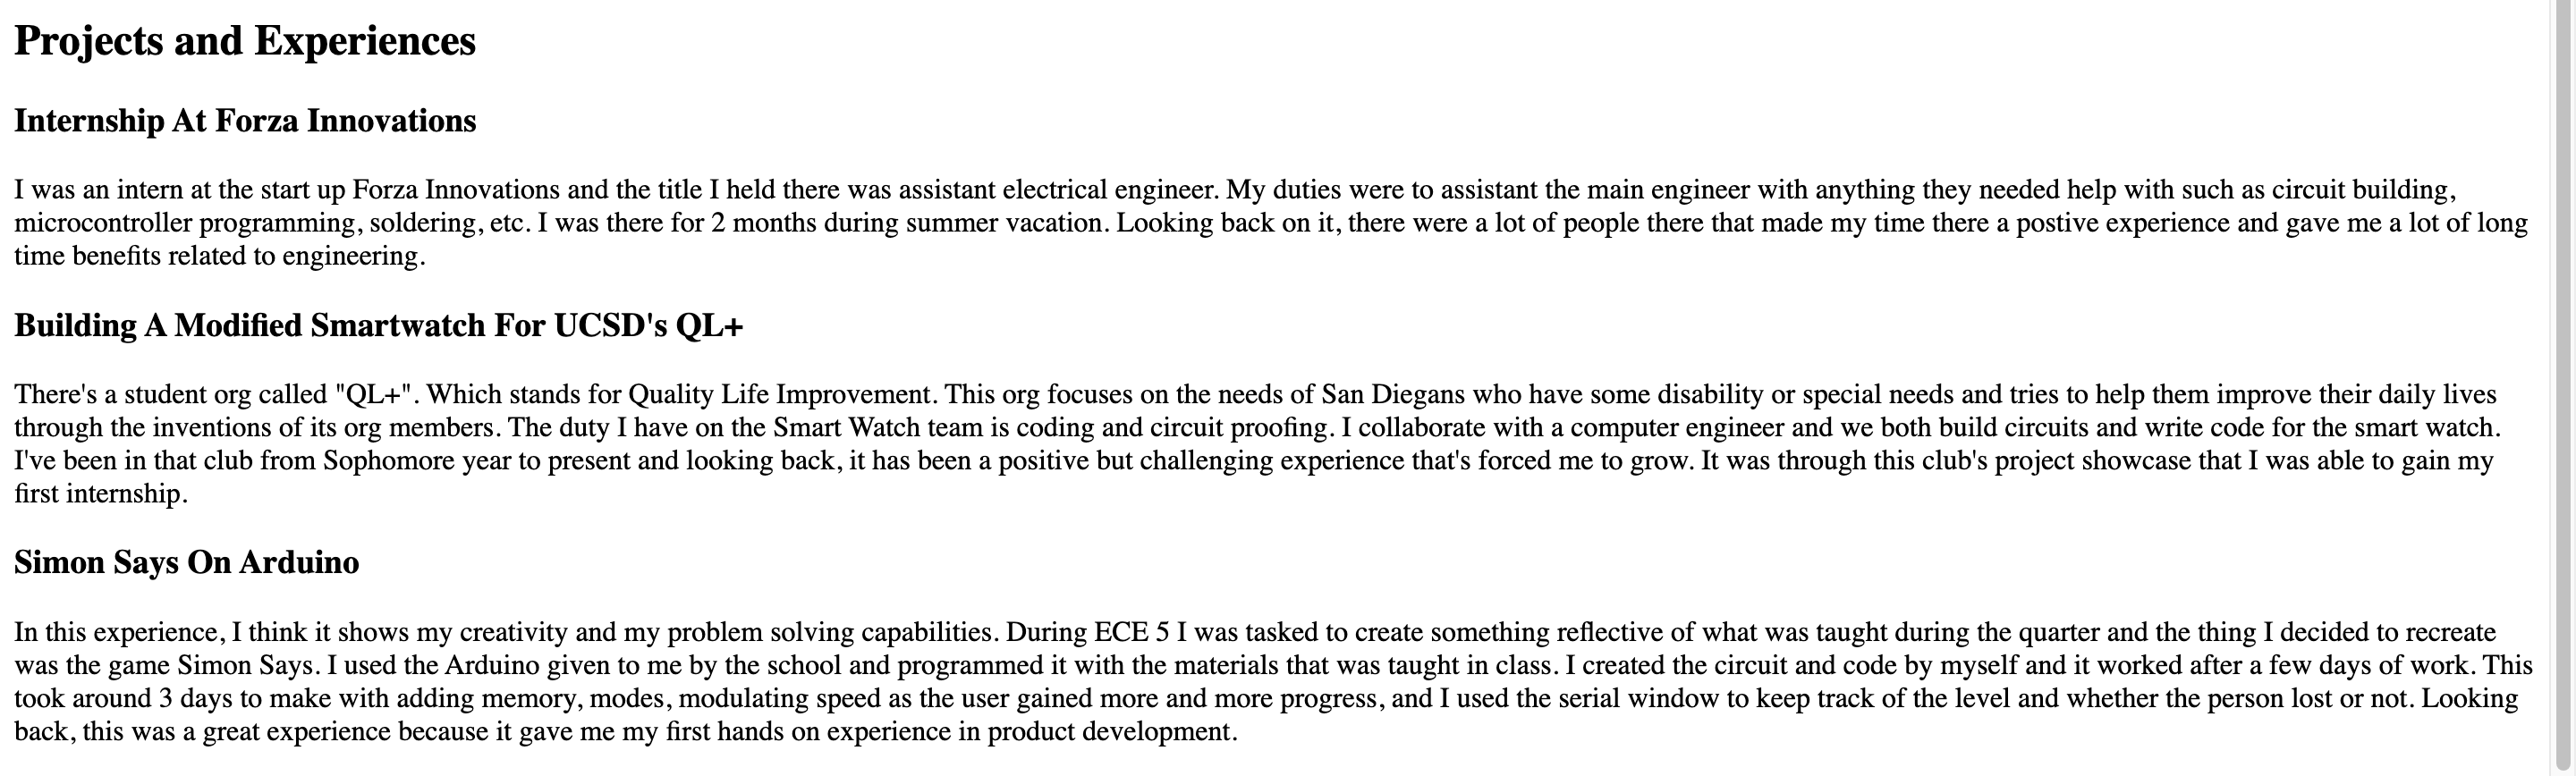 Projects and Experiences
Internship At Forza Innovations
I was an intern at the start up Forza Innovations and the title I held there was assistant electrical engineer. My duties were to assistant the main engineer with anything they needed help with such as circuit building,
microcontroller programming, soldering, etc. I was there for 2 months during summer vacation. Looking back on it, there were a lot of people there that made my time there a postive experience and gave me a lot of long
time benefits related to engineering.
Building A Modified Smartwatch For UCSD's QL+
There's a student org called "QL+". Which stands for Quality Life Improvement. This org focuses on the needs of San Diegans who have some disability or special needs and tries to help them improve their daily lives
through the inventions of its org members. The duty I have on the Smart Watch team is coding and circuit proofing. I collaborate with a computer engineer and we both build circuits and write code for the smart watch.
I've been in that club from Sophomore year to present and looking back, it has been a positive but challenging experience that's forced me to grow. It was through this club's project showcase that I was able to gain my
first internship.
Simon Says On Arduino
In this experience, I think it shows my creativity and my problem solving capabilities. During ECE 5 I was tasked to create something reflective of what was taught during the quarter and the thing I decided to recreate
was the game Simon Says. I used the Arduino given to me by the school and programmed it with the materials that was taught in class. I created the circuit and code by myself and it worked after a few days of work. This
took around 3 days to make with adding memory, modes, modulating speed as the user gained more and more progress, and I used the serial window to keep track of the level and whether the person lost or not. Looking
back, this was a great experience because it gave me my first hands on experience in product development.